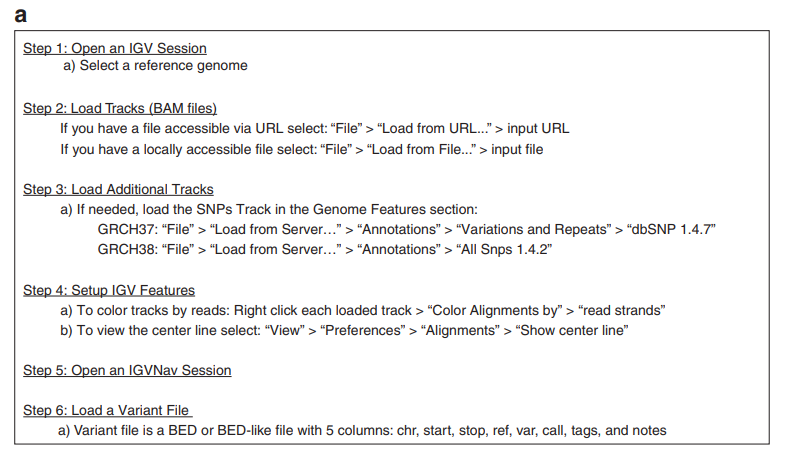 a
Step 1: Open an IGV Session
a) Select a reference genome
Step 2: Load Tracks (BAM files)
If you have a file accessible via URL select: “File” > “Load from URL...” > input URL
If you have a locally accessible file select: “File” > “Load from File...” > input file
Step 3: Load Additional Tracks
a) If needed, load the SNPs Track in the Genome Features section:
GRCH37: “File” > “Load from Server…” > “Annotations” > “Variations and Repeats” > “dbSNP 1.4.7”
GRCH38: “File” > “Load from Server…” > “Annotations” > “All Snps 1.4.2”
Step 4: Setup IGV Features
a) To color tracks by reads: Right click each loaded track > “Color Alignments by” > “read strands”
b) To view the center line select: “View” > “Preferences” > “Alignments” > “Show center line”
Step 5: Open an IGVNav Session
Step 6: Load a Variant File
a) Variant file is a BED or BED-like file with 5 columns: chr, start, stop, ref, var, call, tags, and notes